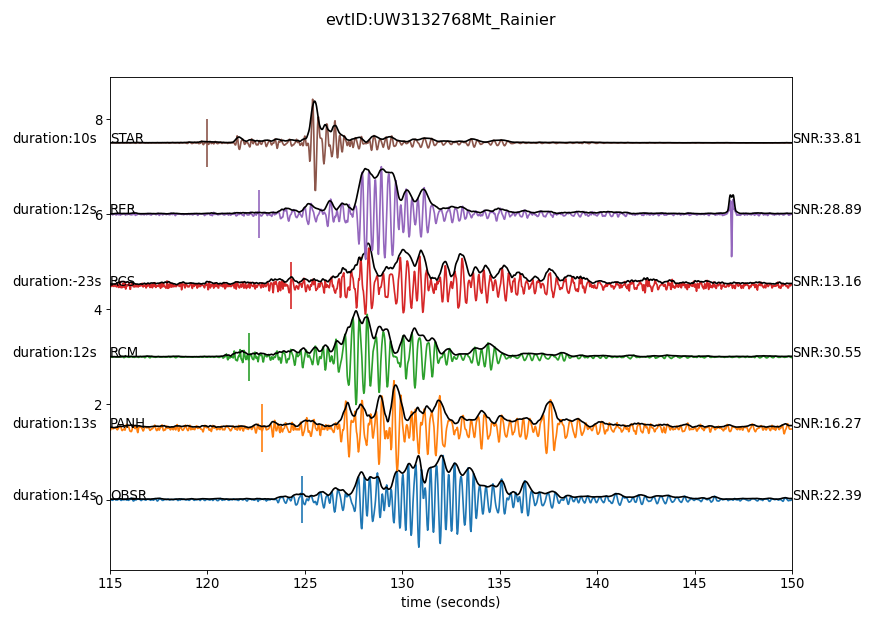 evtID:UW3132768Mt_Rainier
8
duration:10s STAR SNR:33.81
duration:12s RER SNR:28.89
6
duration:-23s RCS SNR:13.16
4
duration:12s RCM SNR:30.55
2
duration:13s PANH SNR:16.27
duration:14s OBSR SNR:22.39
0
115 120 125 130 135 140 145 150
time (seconds)